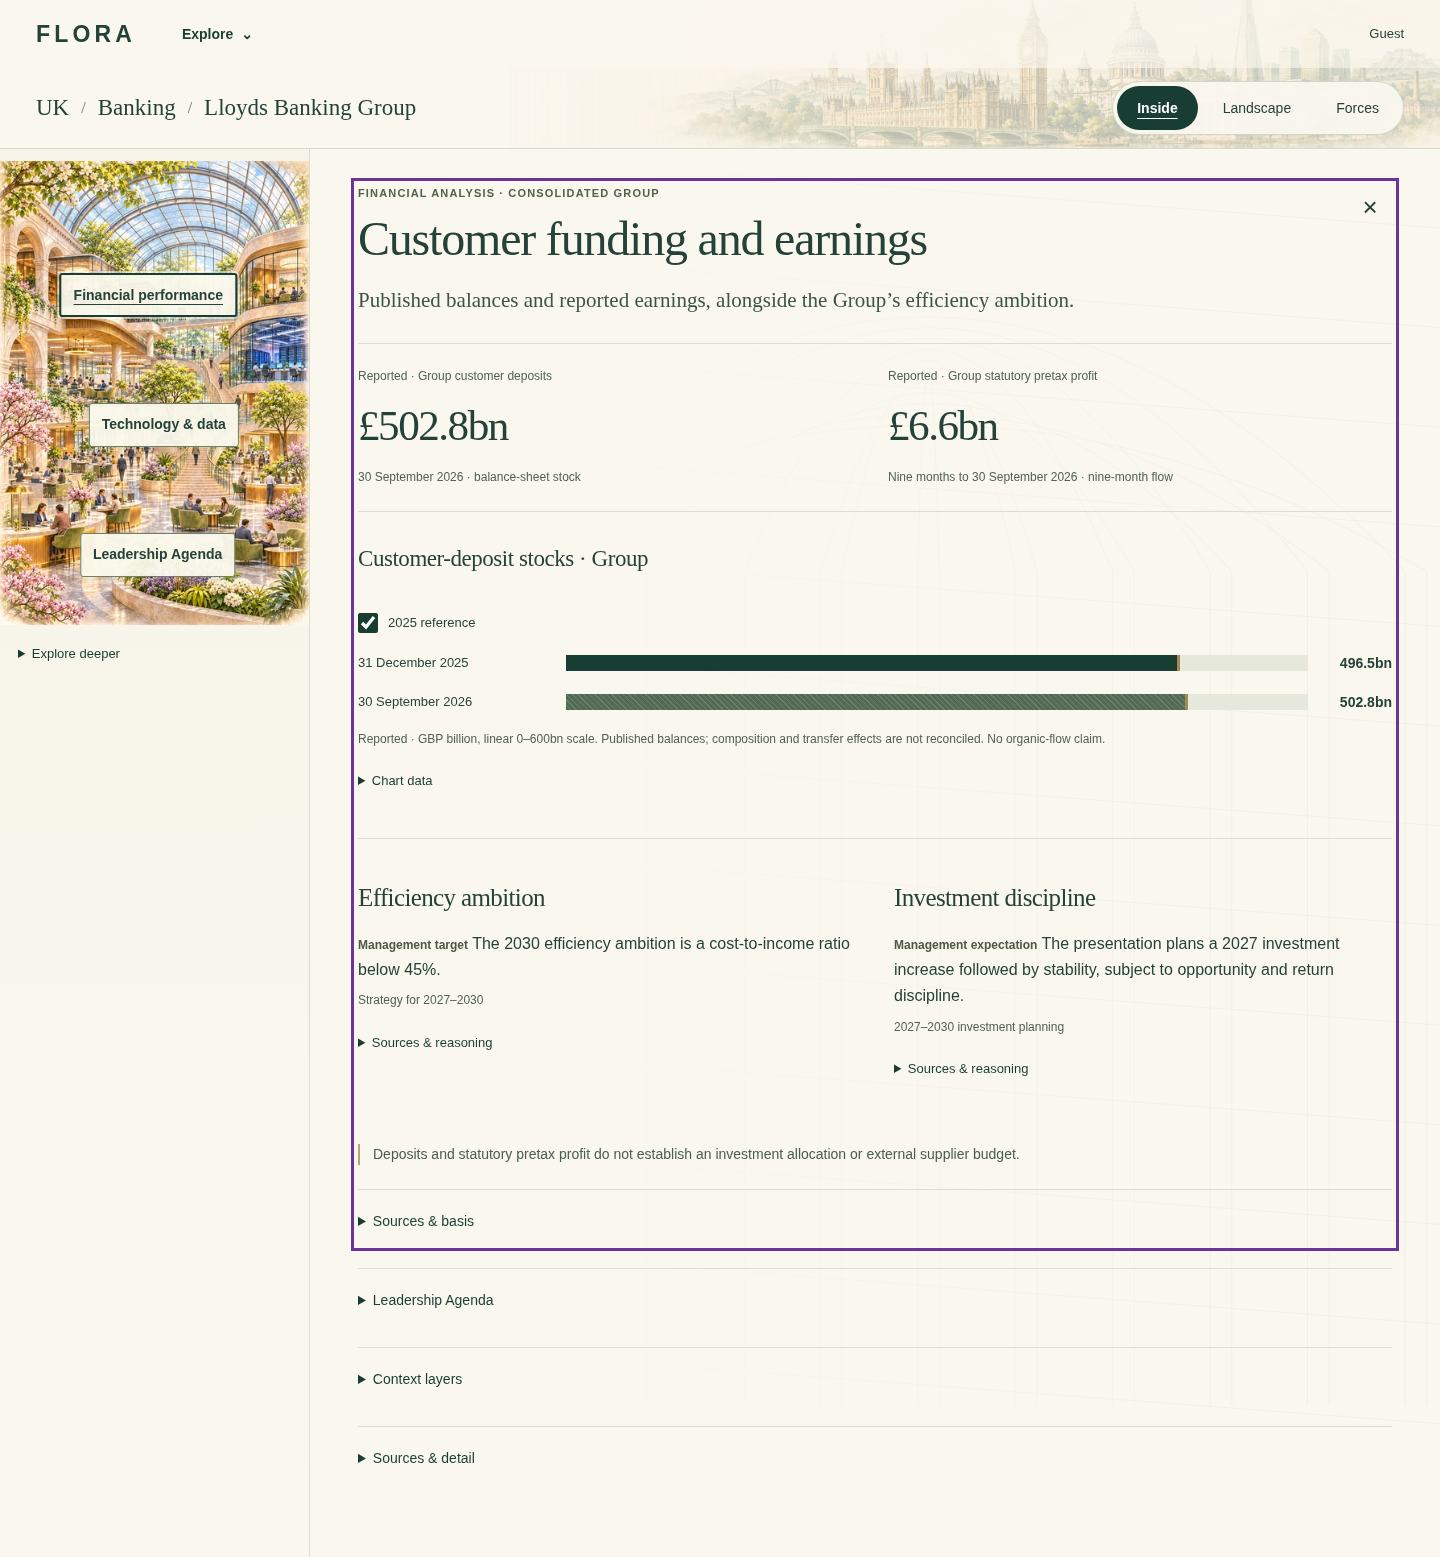 FLORA
Explore
Guest
UK / Banking / Lloyds Banking Group
Inside
Landscape
Forces
Financial performance
Technology & data
Leadership Agenda
Explore deeper
FINANCIAL ANALYSIS · CONSOLIDATED GROUP
Customer funding and earnings
Published balances and reported earnings, alongside the Group’s efficiency ambition.
Reported · Group customer deposits
£502.8bn
30 September 2026 · balance-sheet stock
Reported · Group statutory pretax profit
£6.6bn
Nine months to 30 September 2026 · nine-month flow
Customer-deposit stocks · Group
2025 reference
31 December 2025
496.5bn
30 September 2026
502.8bn
Reported · GBP billion, linear 0–600bn scale. Published balances; composition and transfer effects are not reconciled. No organic-flow claim.
Chart data
Efficiency ambition
Management target The 2030 efficiency ambition is a cost-to-income ratio
below 45%.
Strategy for 2027–2030
Sources & reasoning
Investment discipline
Management expectation The presentation plans a 2027 investment
increase followed by stability, subject to opportunity and return
discipline.
2027–2030 investment planning
Sources & reasoning
Deposits and statutory pretax profit do not establish an investment allocation or external supplier budget.
Sources & basis
Leadership Agenda
Context layers
Sources & detail